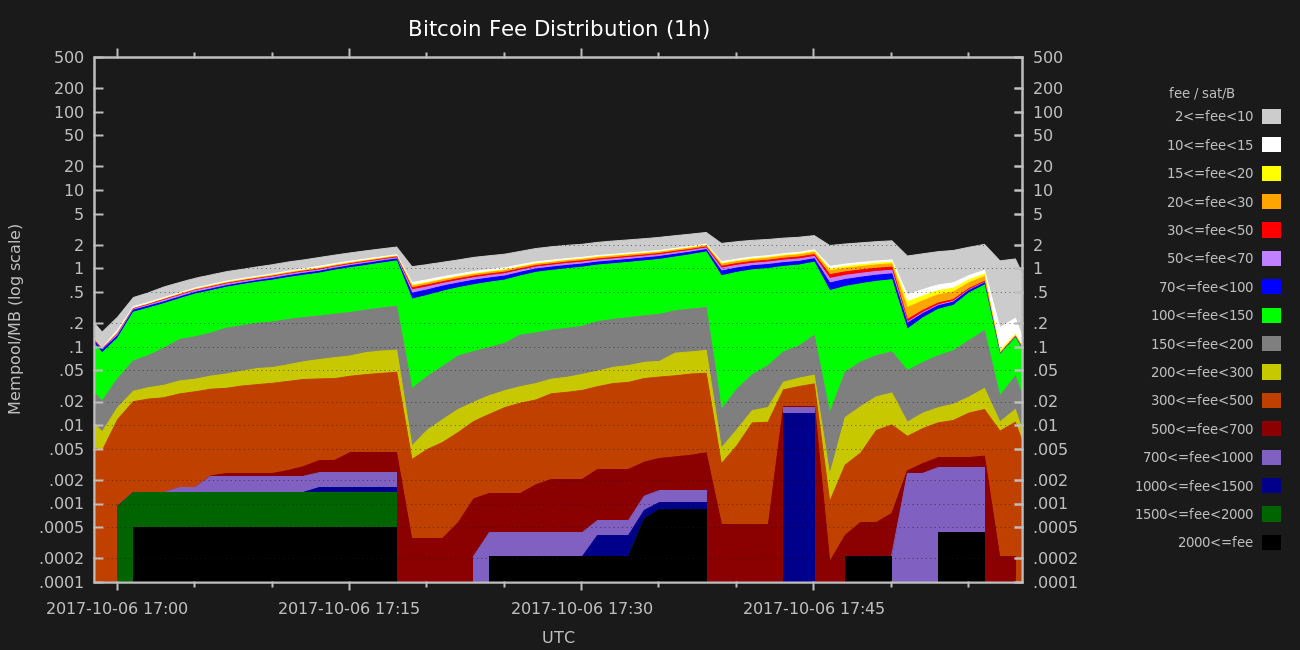 Bitcoin Fee Distribution (1h)
500
200
100
50
20
10
5
2
1
.5
.2
.1
.05
.02
.01
.005
.002
.001
.0005
.0002
.0001
Mempool/MB (log scale)
500
200
100
50
20
10
5
2
1
.5
.2
.1
.05
.02
.01
.005
.002
.001
.0005
.0002
.0001
2017-10-06 17:00 2017-10-06 17:15 2017-10-06 17:30 2017-10-06 17:45
UTC
fee / sat/B
2<=fee<10
10<=fee<15
15<=fee<20
20<=fee<30
30<=fee<50
50<=fee<70
70<=fee<100
100<=fee<150
150<=fee<200
200<=fee<300
300<=fee<500
500<=fee<700
700<=fee<1000
1000<=fee<1500
1500<=fee<2000
2000<=fee